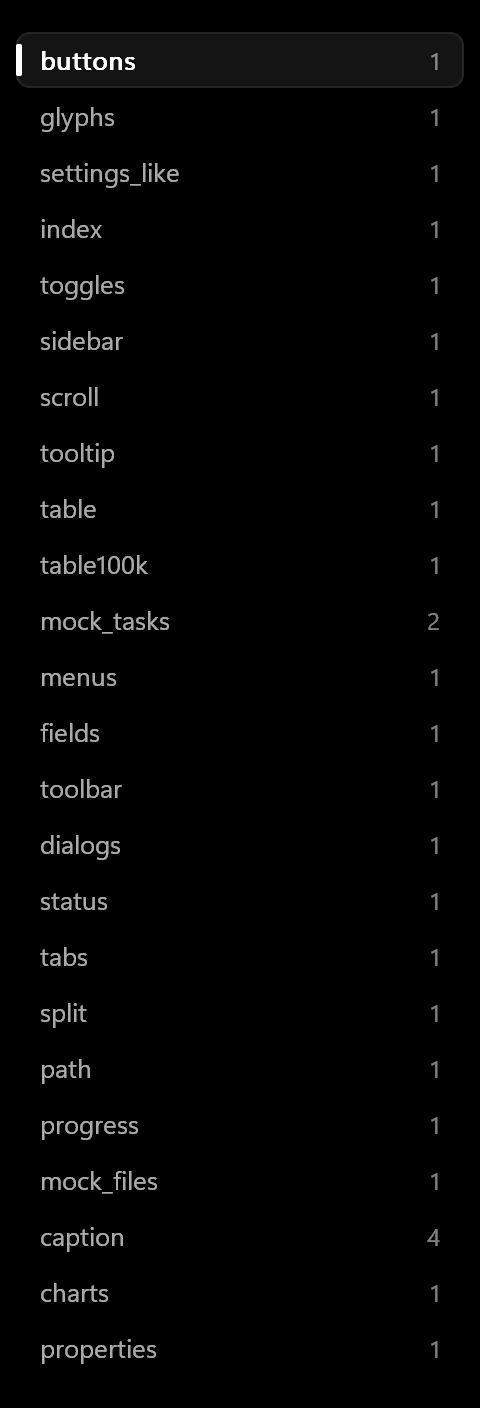 buttons 1
glyphs 1
settings_like 1
index 1
toggles 1
sidebar 1
scroll 1
tooltip 1
table 1
table100k 1
mock_tasks 2
menus 1
fields 1
toolbar 1
dialogs 1
status 1
tabs 1
split 1
path 1
progress 1
mock_files 1
caption 4
charts 1
properties 1